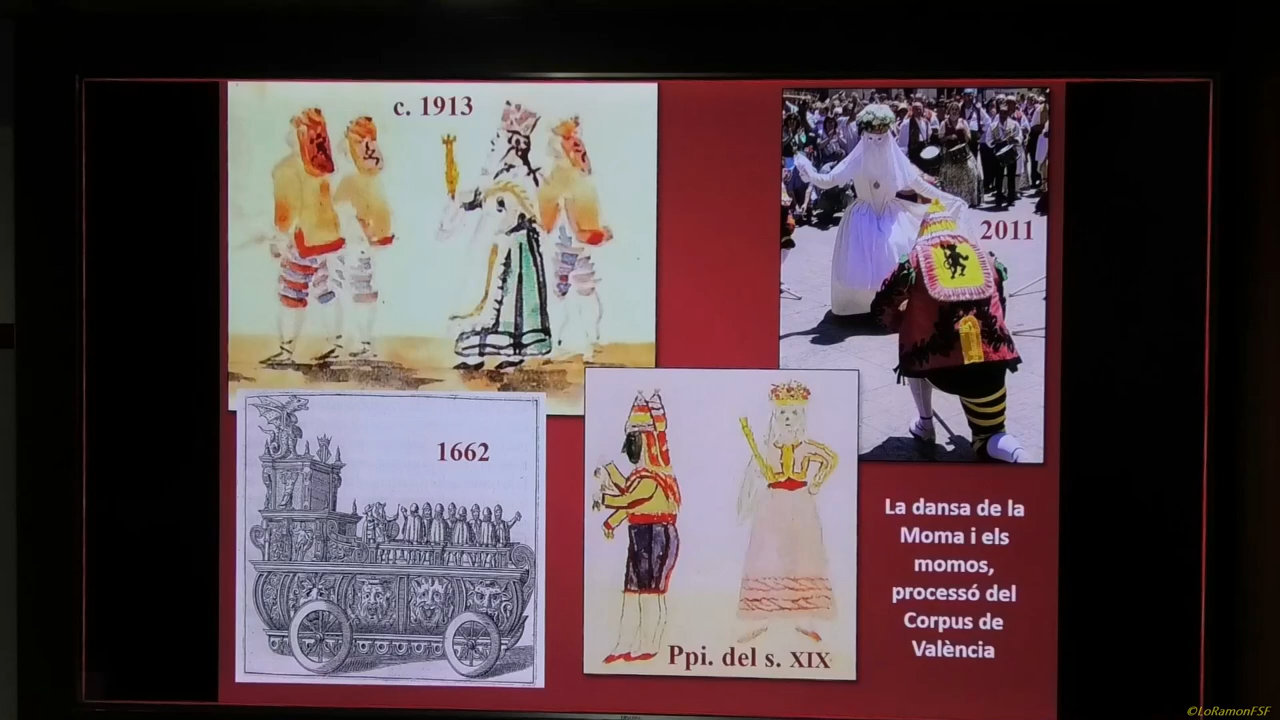 c. 1913
2011
1662
Ppi. del s. XIX
La dansa de la
Moma i els
momos,
processó del
Corpus de
València
©LoRamonFSF